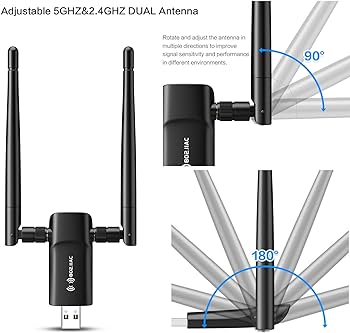 Adjustable 5GHZ&2.4GHZ DUAL Antenna
Rotate and adjust the antenna in
multiple directions to improve
signal sensitivity and performance
in different environments.
90°
802.11AC
802.11AC
180°